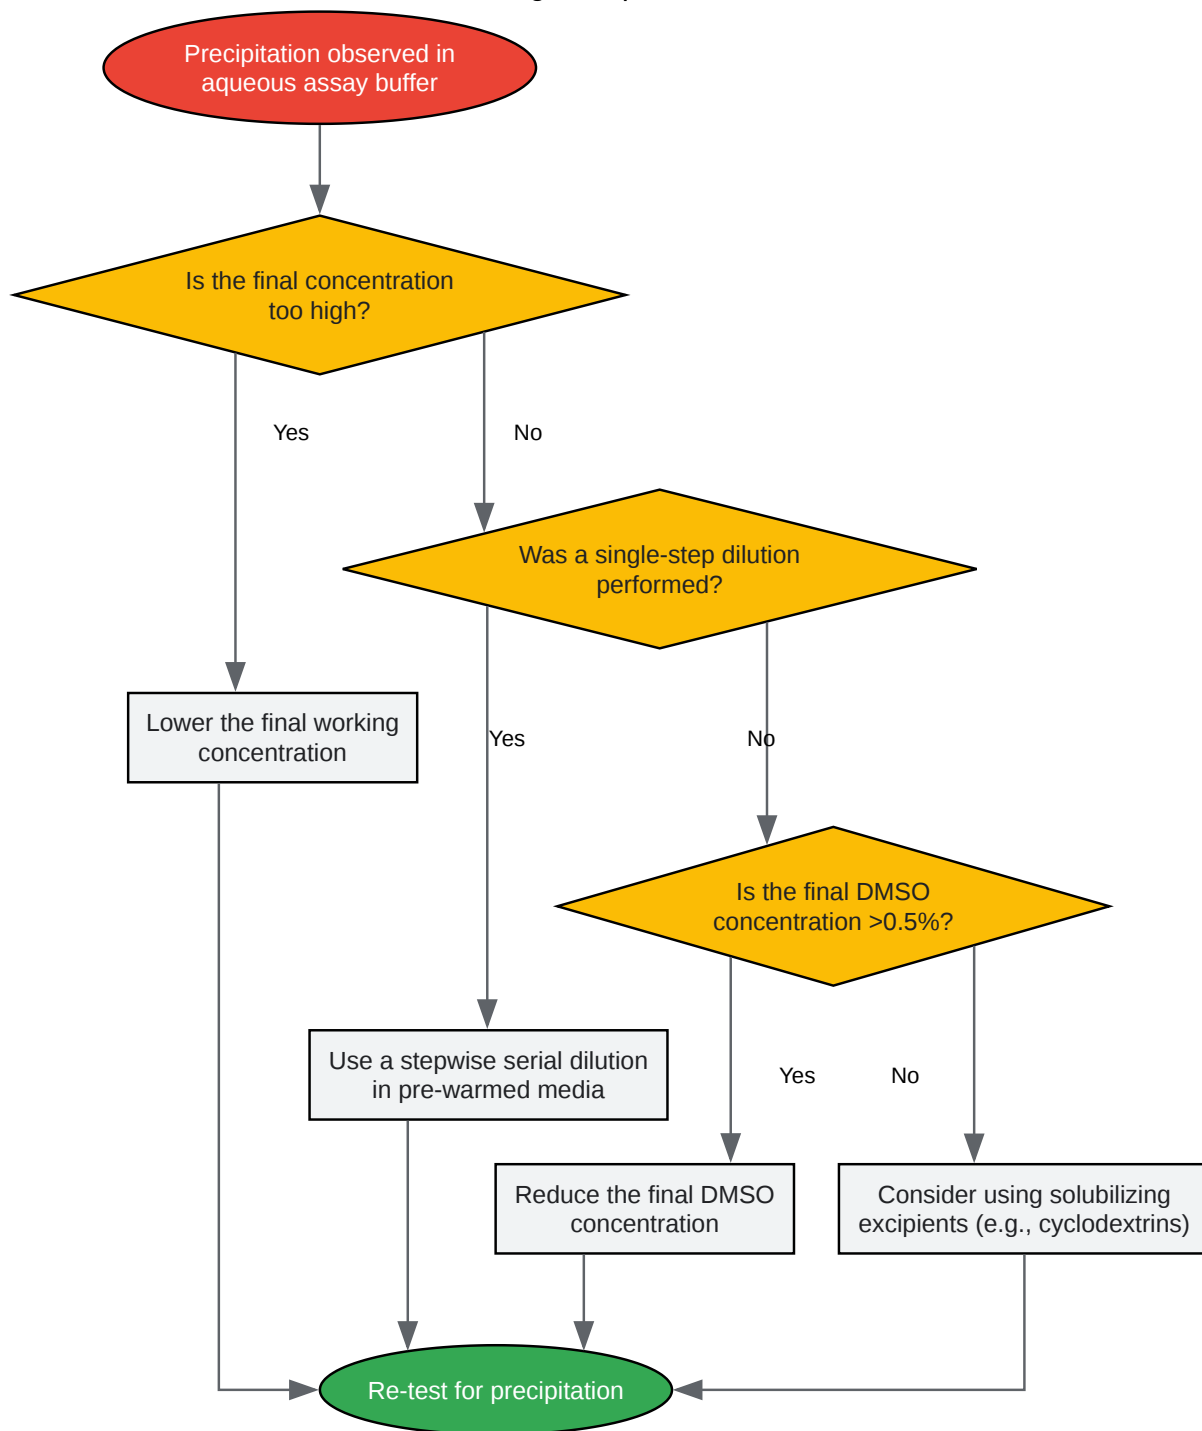 Precipitation observed in
aqueous assay buffer
Is the final concentration
too high?
Yes
No
Was a single-step dilution
performed?
Lower the final working
concentration
Yes
No
Is the final DMSO
concentration >0.5%?
Use a stepwise serial dilution
in pre-warmed media
Yes
No
Reduce the final DMSO
concentration
Consider using solubilizing
excipients (e.g., cyclodextrins)
Re-test for precipitation